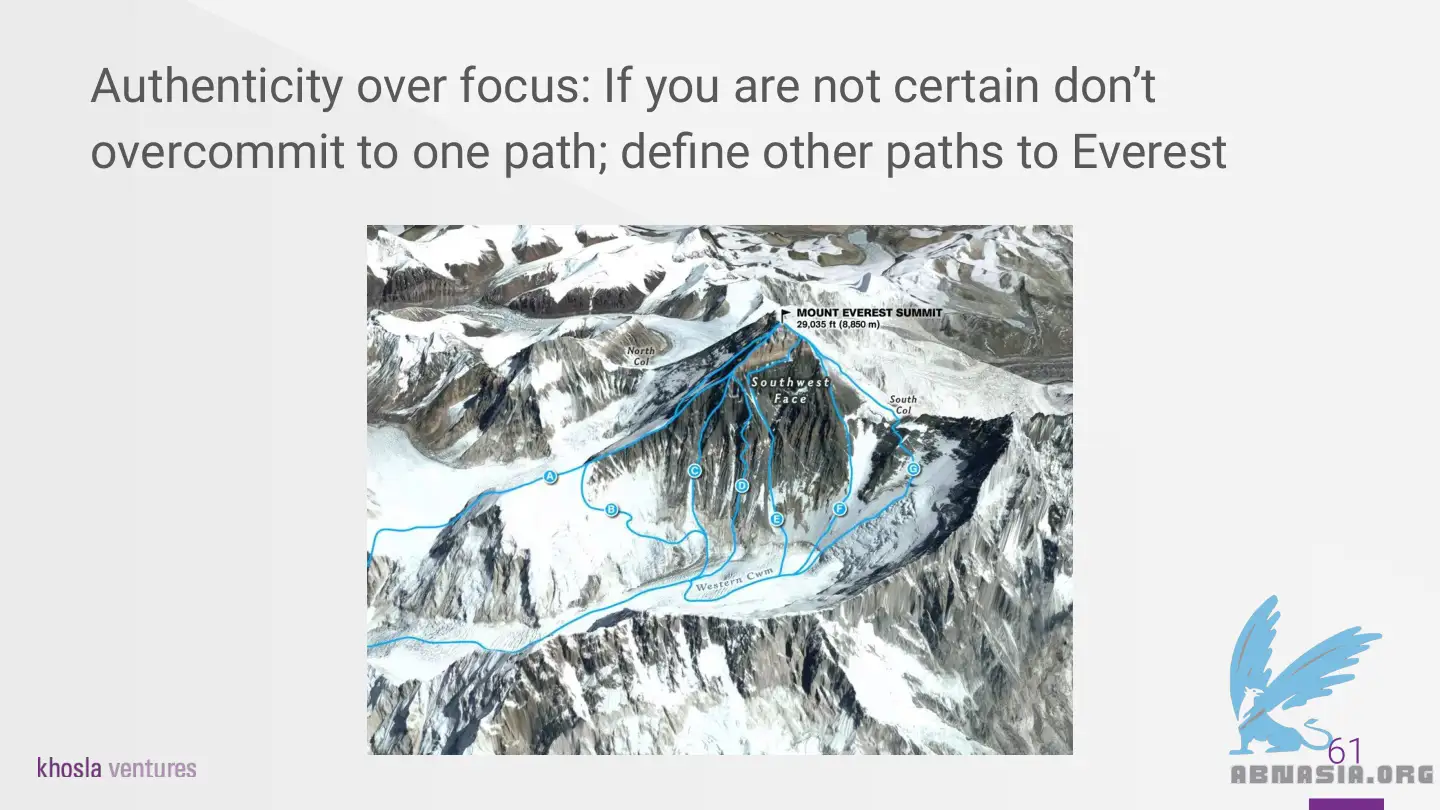 Authenticity over focus: If you are not certain don’t
overcommit to one path; define other paths to Everest
MOUNT EVEREST SUMMIT
29,035 ft (8,850 m)
North
Col
Southwest
Face
South
Col
A
B
C
D
E
F
G
Western Cwm
khosla ventures
61
ABNASIA.ORG